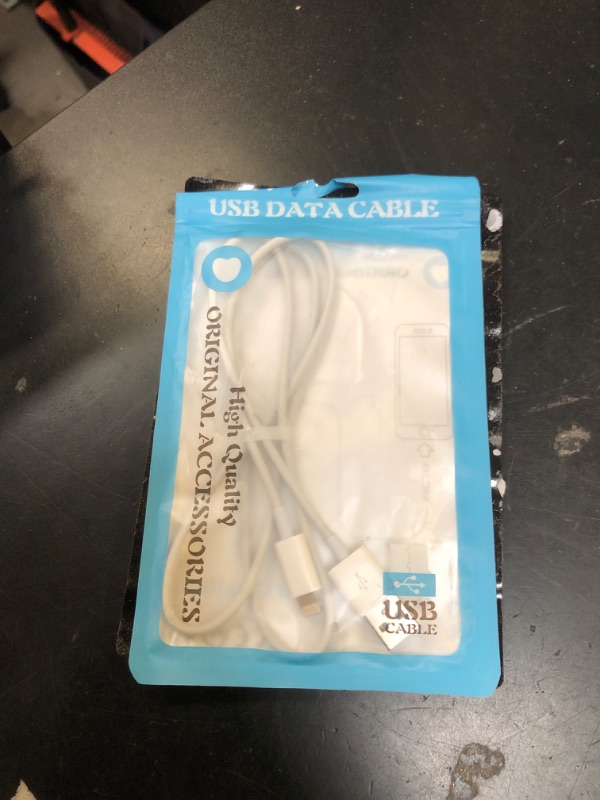 USB DATA CABLE
High Quality
ORIGINAL ACCESSORIES
USB
CABLE